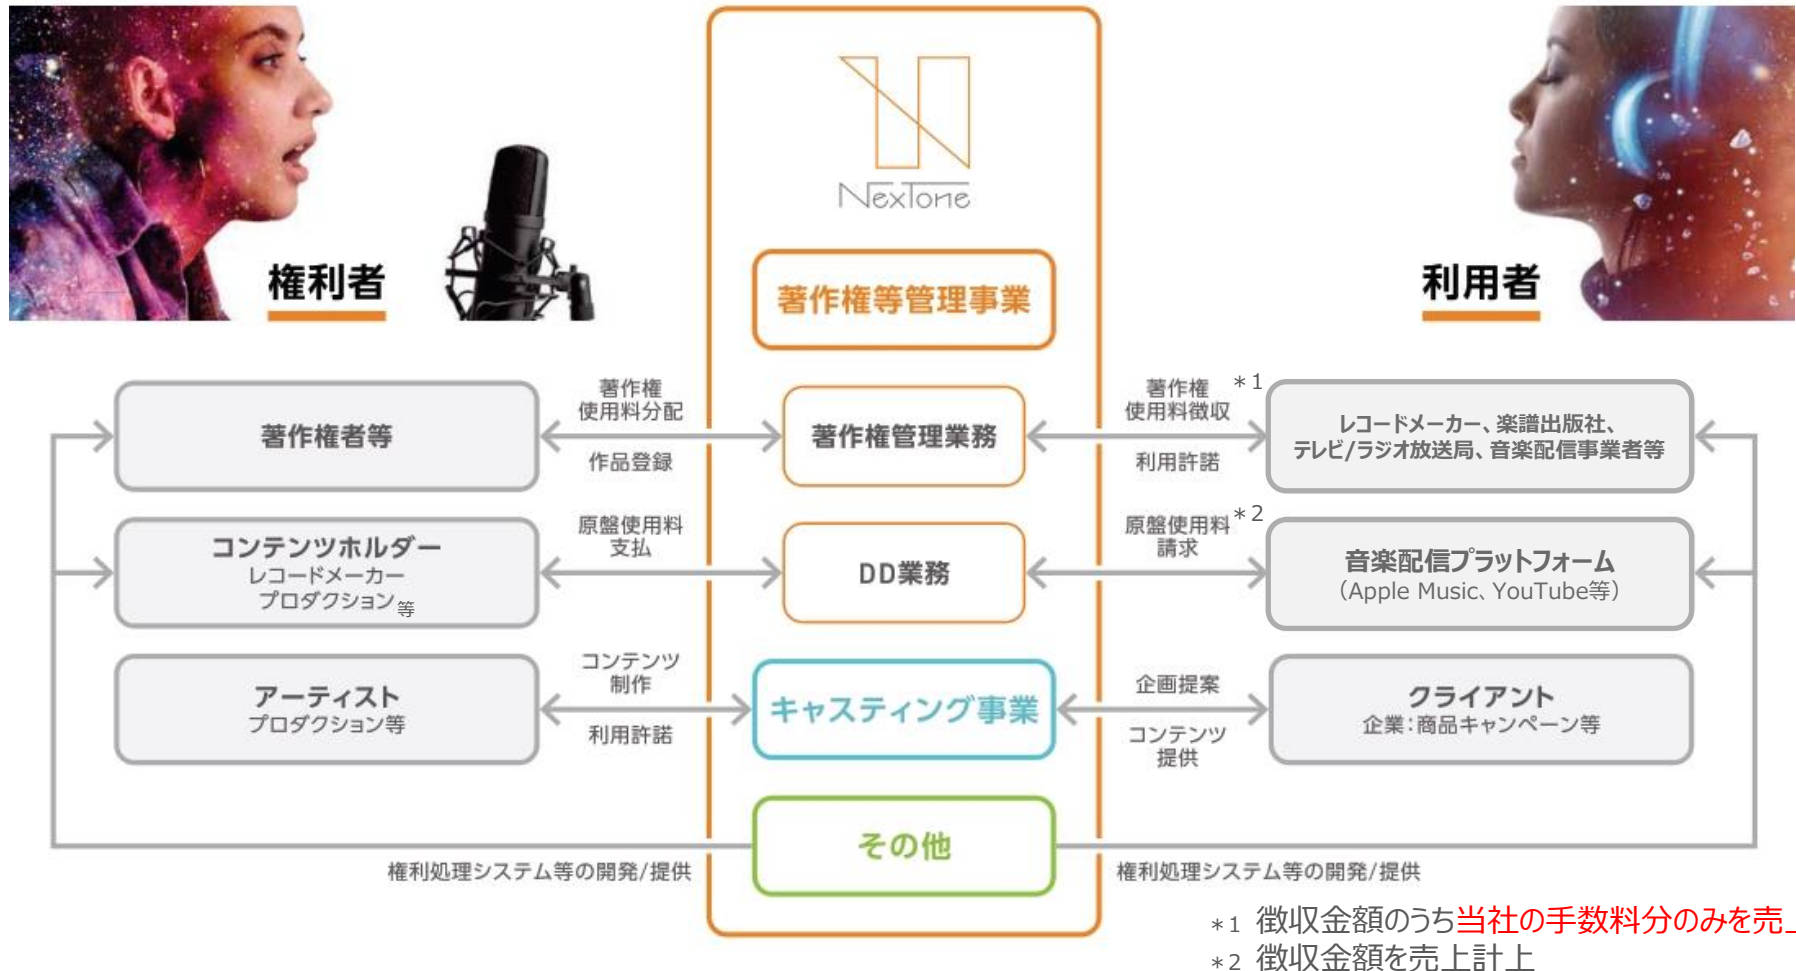 NexTone
権利者
利用者
著作権等管理事業
著作権
使用料分配
作品登録
著作権者等
著作権管理業務
著作権 *1
使用料徴収
利用許諾
レコードメーカー、楽譜出版社、
テレビ/ラジオ放送局、音楽配信事業者等
コンテンツホルダー
レコードメーカー
プロダクション等
原盤使用料
支払
DD業務
原盤使用料 *2
請求
音楽配信プラットフォーム
(Apple Music、YouTube等)
アーティスト
プロダクション等
コンテンツ
制作
利用許諾
キャスティング事業
企画提案
コンテンツ
提供
クライアント
企業:商品キャンペーン等
その他
権利処理システム等の開発/提供
権利処理システム等の開発/提供
*1 徴収金額のうち当社の手数料分のみを売上
*2 徴収金額を売上計上